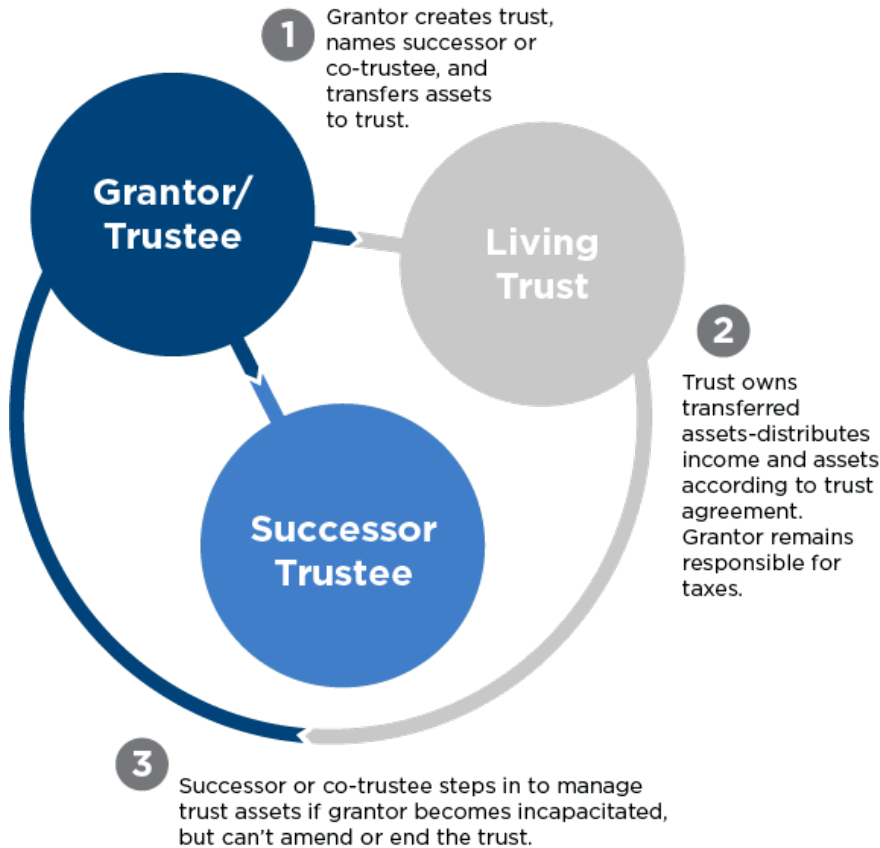 1
Grantor creates trust,
names successor or
co-trustee, and
transfers assets
to trust.
Grantor/
Trustee
Living
Trust
2
Trust owns
transferred
assets-distributes
income and assets
according to trust
agreement.
Grantor remains
responsible for
taxes.
Successor
Trustee
3
Successor or co-trustee steps in to manage
trust assets if grantor becomes incapacitated,
but can't amend or end the trust.